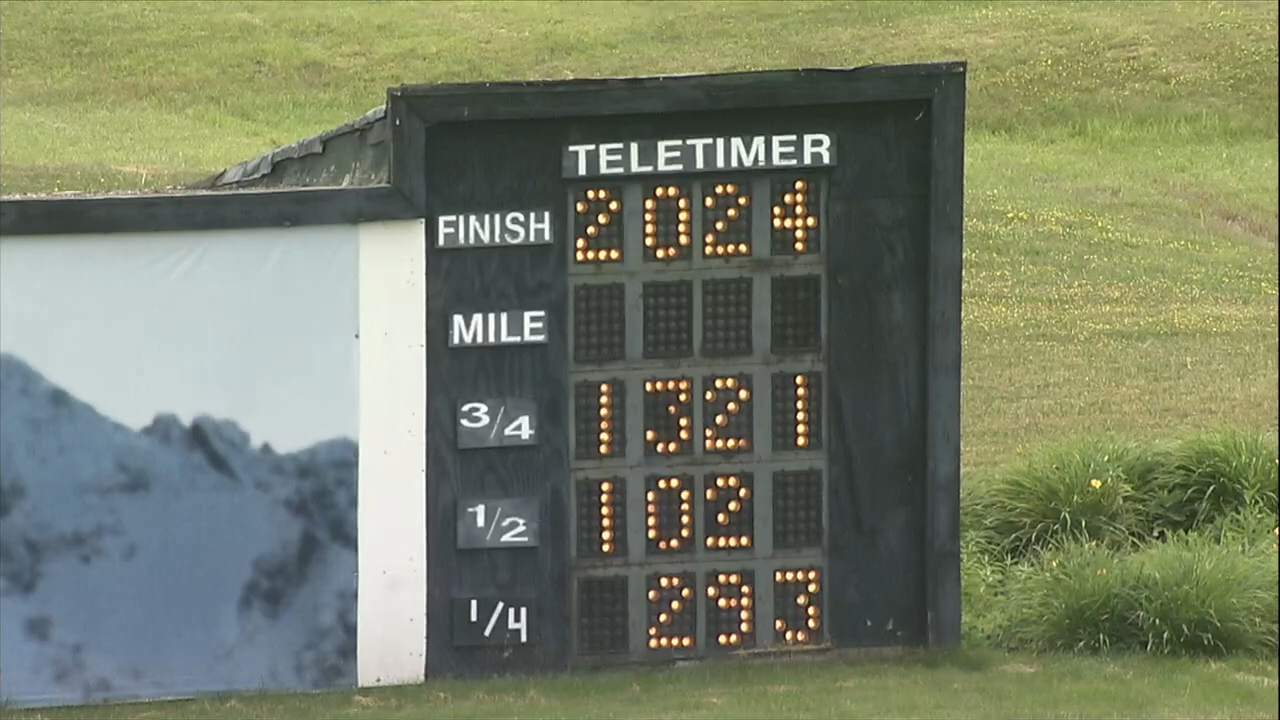 TELETIMER
FINISH 2024
MILE
3/4 1321
1/2 102
1/4 293